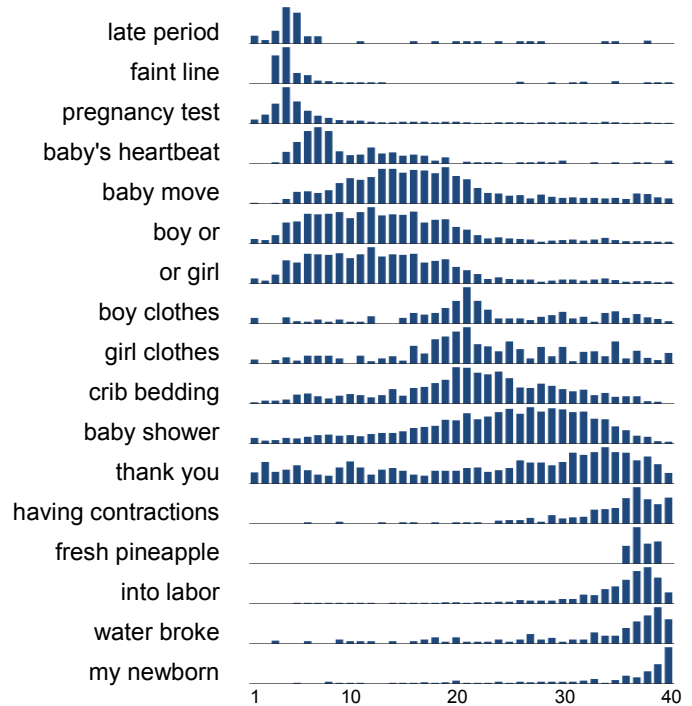 late period
faint line
pregnancy test
baby's heartbeat
baby move
boy or
or girl
boy clothes
girl clothes
crib bedding
baby shower
thank you
having contractions
fresh pineapple
into labor
water broke
my newborn
1 10 20 30 40